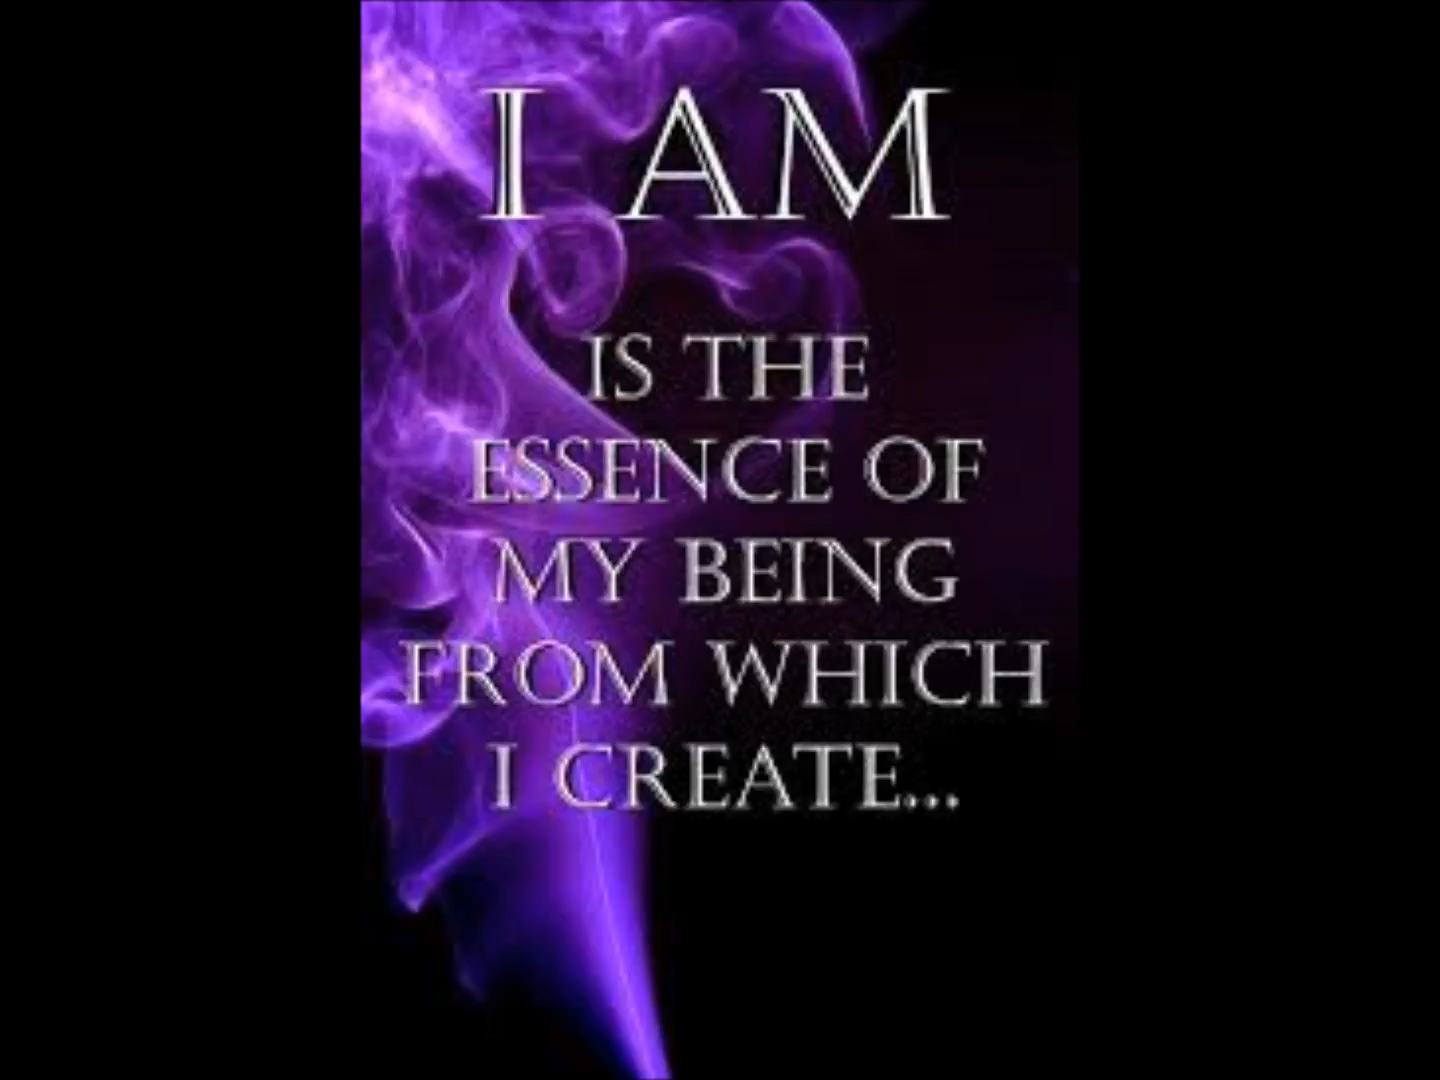 I AM
IS THE
ESSENCE OF
MY BEING
FROM WHICH
I CREATE...